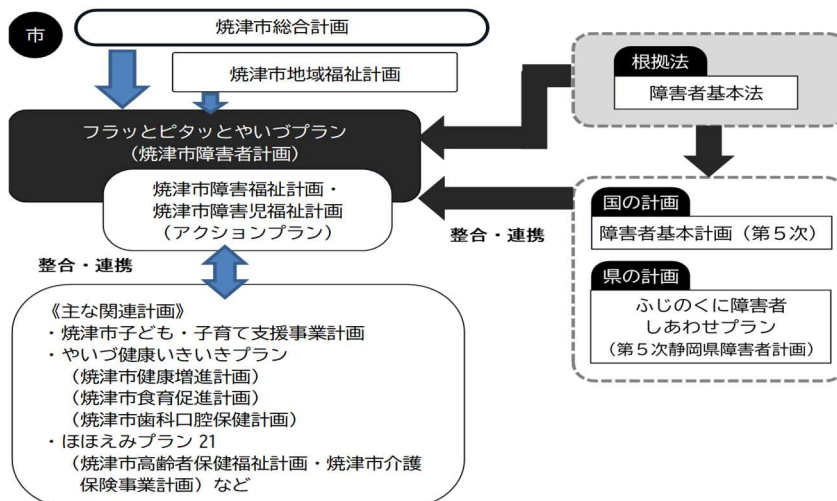 市
焼津市総合計画
焼津市地域福祉計画
フラッとピタッとやいづプラン
(焼津市障害者計画)
焼津市障害福祉計画・
焼津市障害児福祉計画
(アクションプラン)
整合・連携
《主な関連計画》
・焼津市子ども・子育て支援事業計画
・やいづ健康いきいきプラン
(焼津市健康増進計画)
(焼津市食育促進計画)
(焼津市歯科口腔保健計画)
・ほほえみプラン 21
(焼津市高齢者保健福祉計画・焼津市介護
保険事業計画) など
根拠法
障害者基本法
整合・連携
国の計画
障害者基本計画(第5次)
県の計画
ふじのくに障害者
しあわせプラン
(第5次静岡県障害者計画)